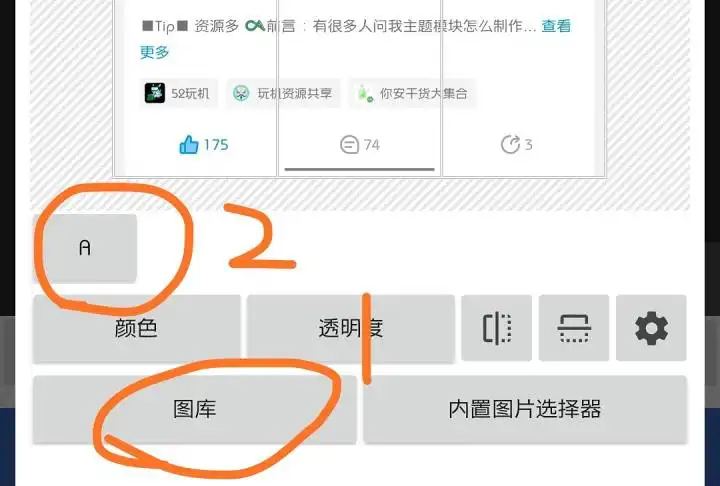 ■Tip■ 资源多 前言：有很多人问我主题模块怎么制作... 查看
更多
52玩机 玩机资源共享 你安干货大集合
175 74 3
A
2
颜色 透明度
1
图库 内置图片选择器